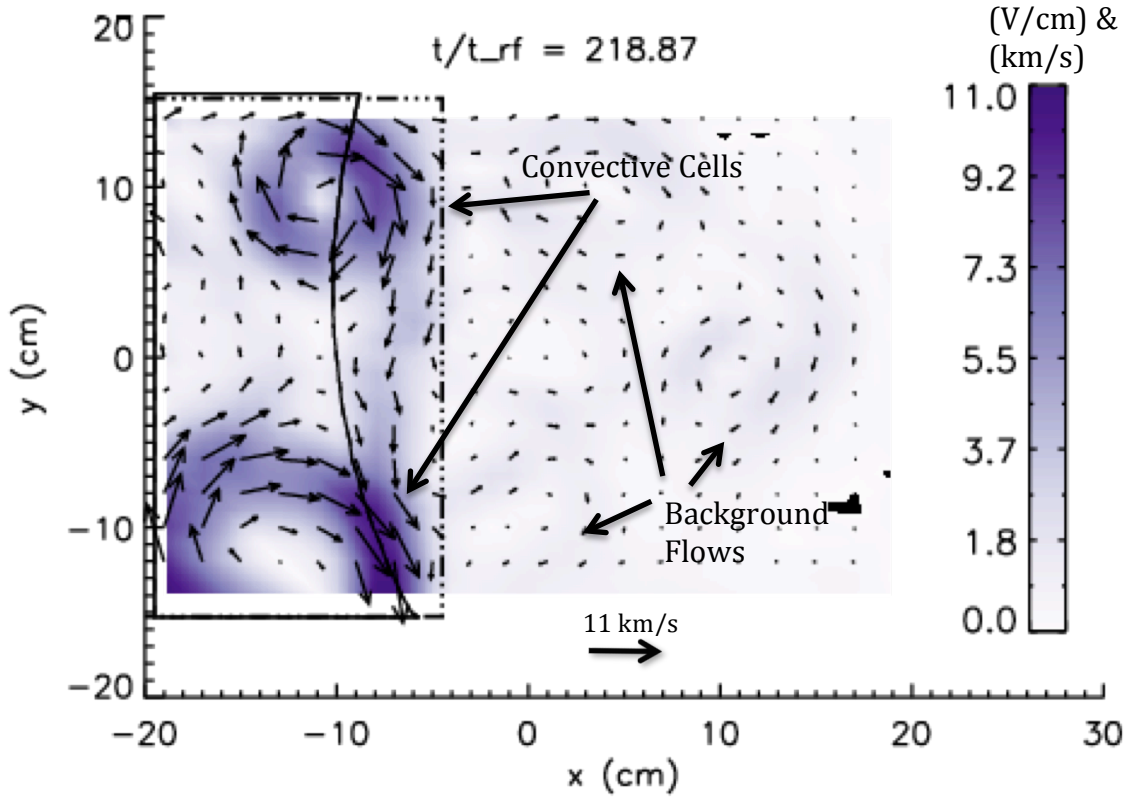 (V/cm) &
(km/s)
t/t_rf = 218.87
20
10
0
−10
−20
y (cm)
−20
−10
0
10
20
30
x (cm)
Convective Cells
Background
Flows
11 km/s
11.0
9.2
7.3
5.5
3.7
1.8
0.0